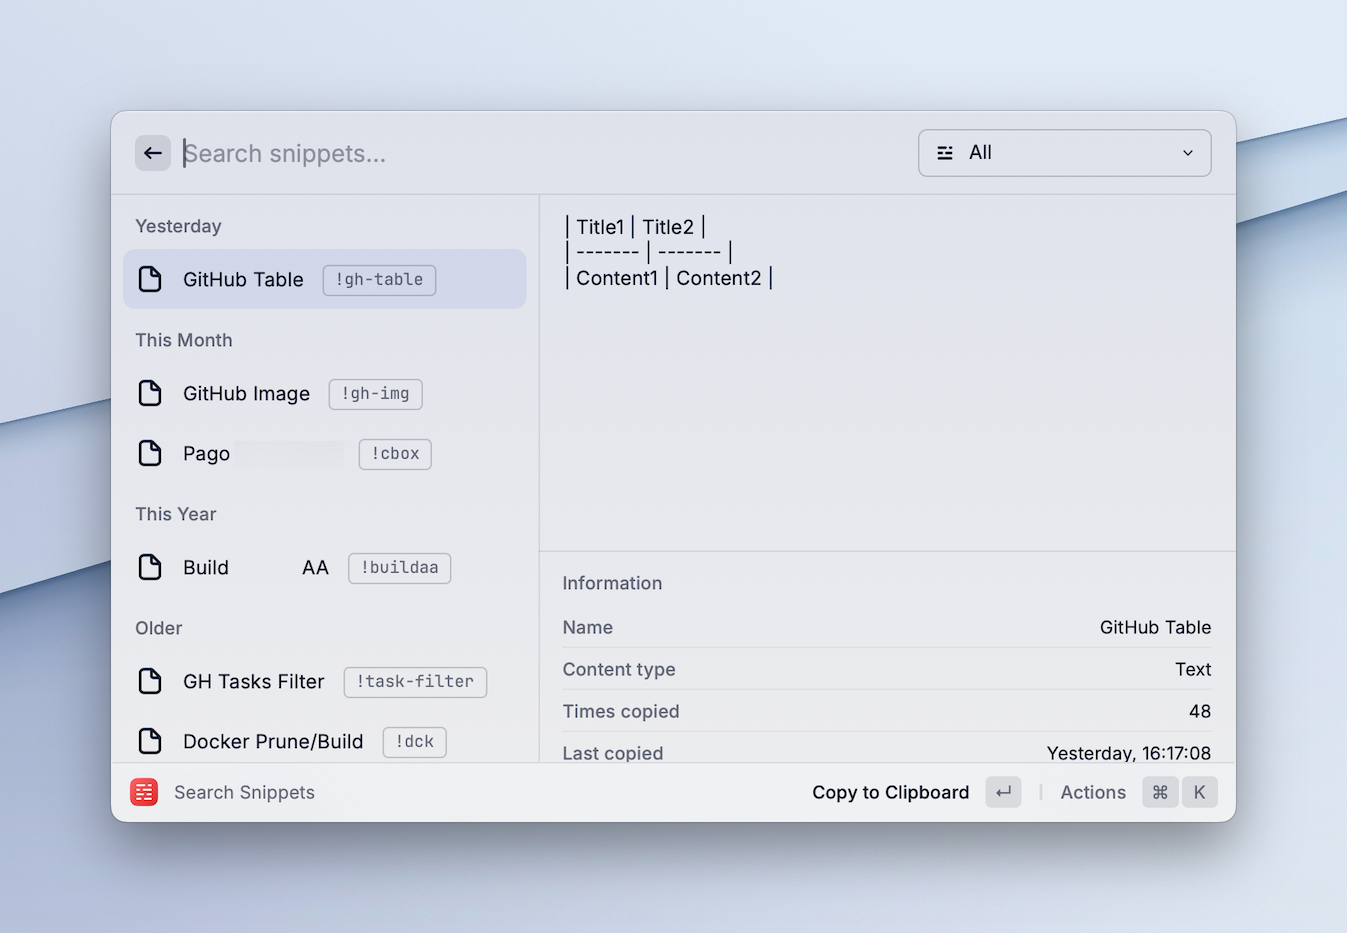 Search snippets...
All
Yesterday
GitHub Table !gh-table
This Month
GitHub Image !gh-img
Pago !cbox
This Year
Build AA !buildaa
Older
GH Tasks Filter !task-filter
Docker Prune/Build !dck
| Title1 | Title2 |
| ------- | ------- |
| Content1 | Content2 |
Information
Name GitHub Table
Content type Text
Times copied 48
Last copied Yesterday, 16:17:08
Search Snippets
Copy to Clipboard ↵ | Actions ⌘ K